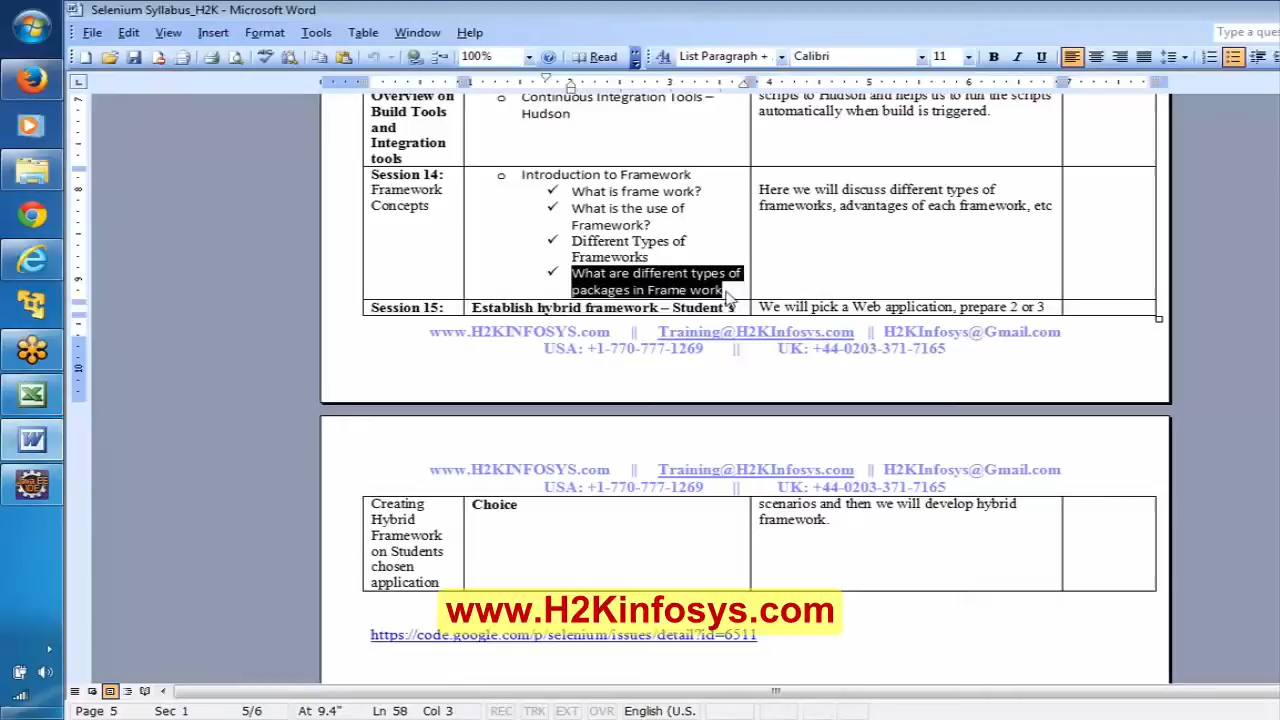 Selenium Syllabus_H2K - Microsoft Word
File Edit View Insert Format Tools Table Window Help
Type a ques
100% Read List Paragraph + Calibri 11 B I U
1 2 3 4 5 6 7
Overview on
Build Tools
and
Integration
tools
o Continuous Integration Tools –
Hudson
scripts to Hudson and helps us to run the scripts
automatically when build is triggered.
Session 14:
Framework
Concepts
o Introduction to Framework
✓ What is frame work?
✓ What is the use of
Framework?
✓ Different Types of
Frameworks
✓ What are different types of
packages in Frame work
Here we will discuss different types of
frameworks, advantages of each framework, etc
Session 15:
Establish hybrid framework – Student's
We will pick a Web application, prepare 2 or 3
www.H2KINFOSYS.com || Training@H2KInfosys.com || H2KInfosys@Gmail.com
USA: +1-770-777-1269 || UK: +44-0203-371-7165
www.H2KINFOSYS.com || Training@H2KInfosys.com || H2KInfosys@Gmail.com
USA: +1-770-777-1269 || UK: +44-0203-371-7165
Creating
Hybrid
Framework
on Students
chosen
application
Choice
scenarios and then we will develop hybrid
framework.
www.H2Kinfosys.com
https://code.google.com/p/selenium/issues/detail?id=6511
Page 5 Sec 1 5/6 At 9.4" Ln 58 Col 3 REC TRK EXT OVR English (U.S.